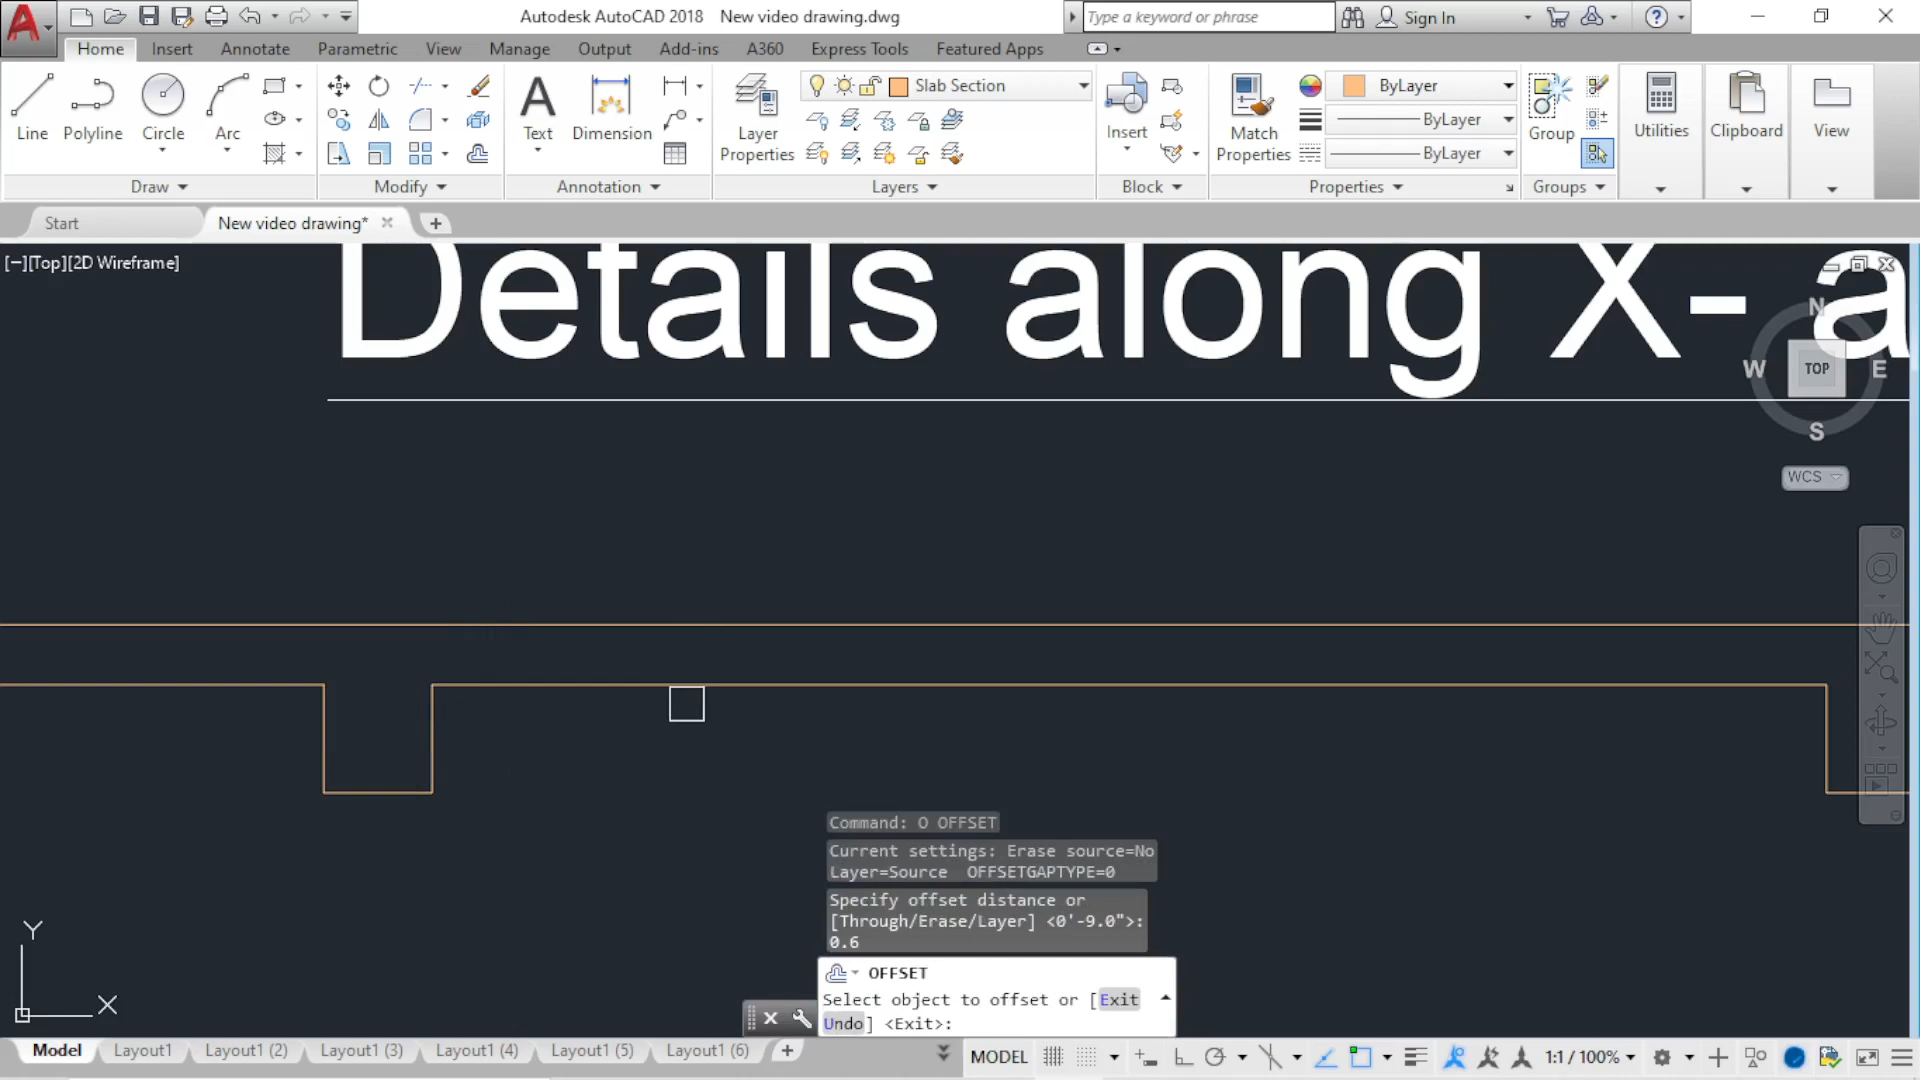 Autodesk AutoCAD 2018 New video drawing.dwg
Type a keyword or phrase
Sign In
Home Insert Annotate Parametric View Manage Output Add-ins A360 Express Tools Featured Apps
Slab Section
ByLayer
ByLayer
ByLayer
Line Polyline Circle Arc
Text Dimension
Layer Properties
Insert
Match Properties
Group
Utilities Clipboard View
Draw Modify Annotation Layers Block Properties Groups
Start New video drawing*
[−][Top][2D Wireframe]
Details along X- a
N
W TOP E
S
WCS
Command: O OFFSET
Current settings: Erase source=No
Layer=Source OFFSETGAPTYPE=0
Specify offset distance or
[Through/Erase/Layer] <0'-9.0">:
0.6
OFFSET
Select object to offset or [Exit
Undo] <Exit>:
Y
X
Model Layout1 Layout1 (2) Layout1 (3) Layout1 (4) Layout1 (5) Layout1 (6)
MODEL 1:1 / 100%